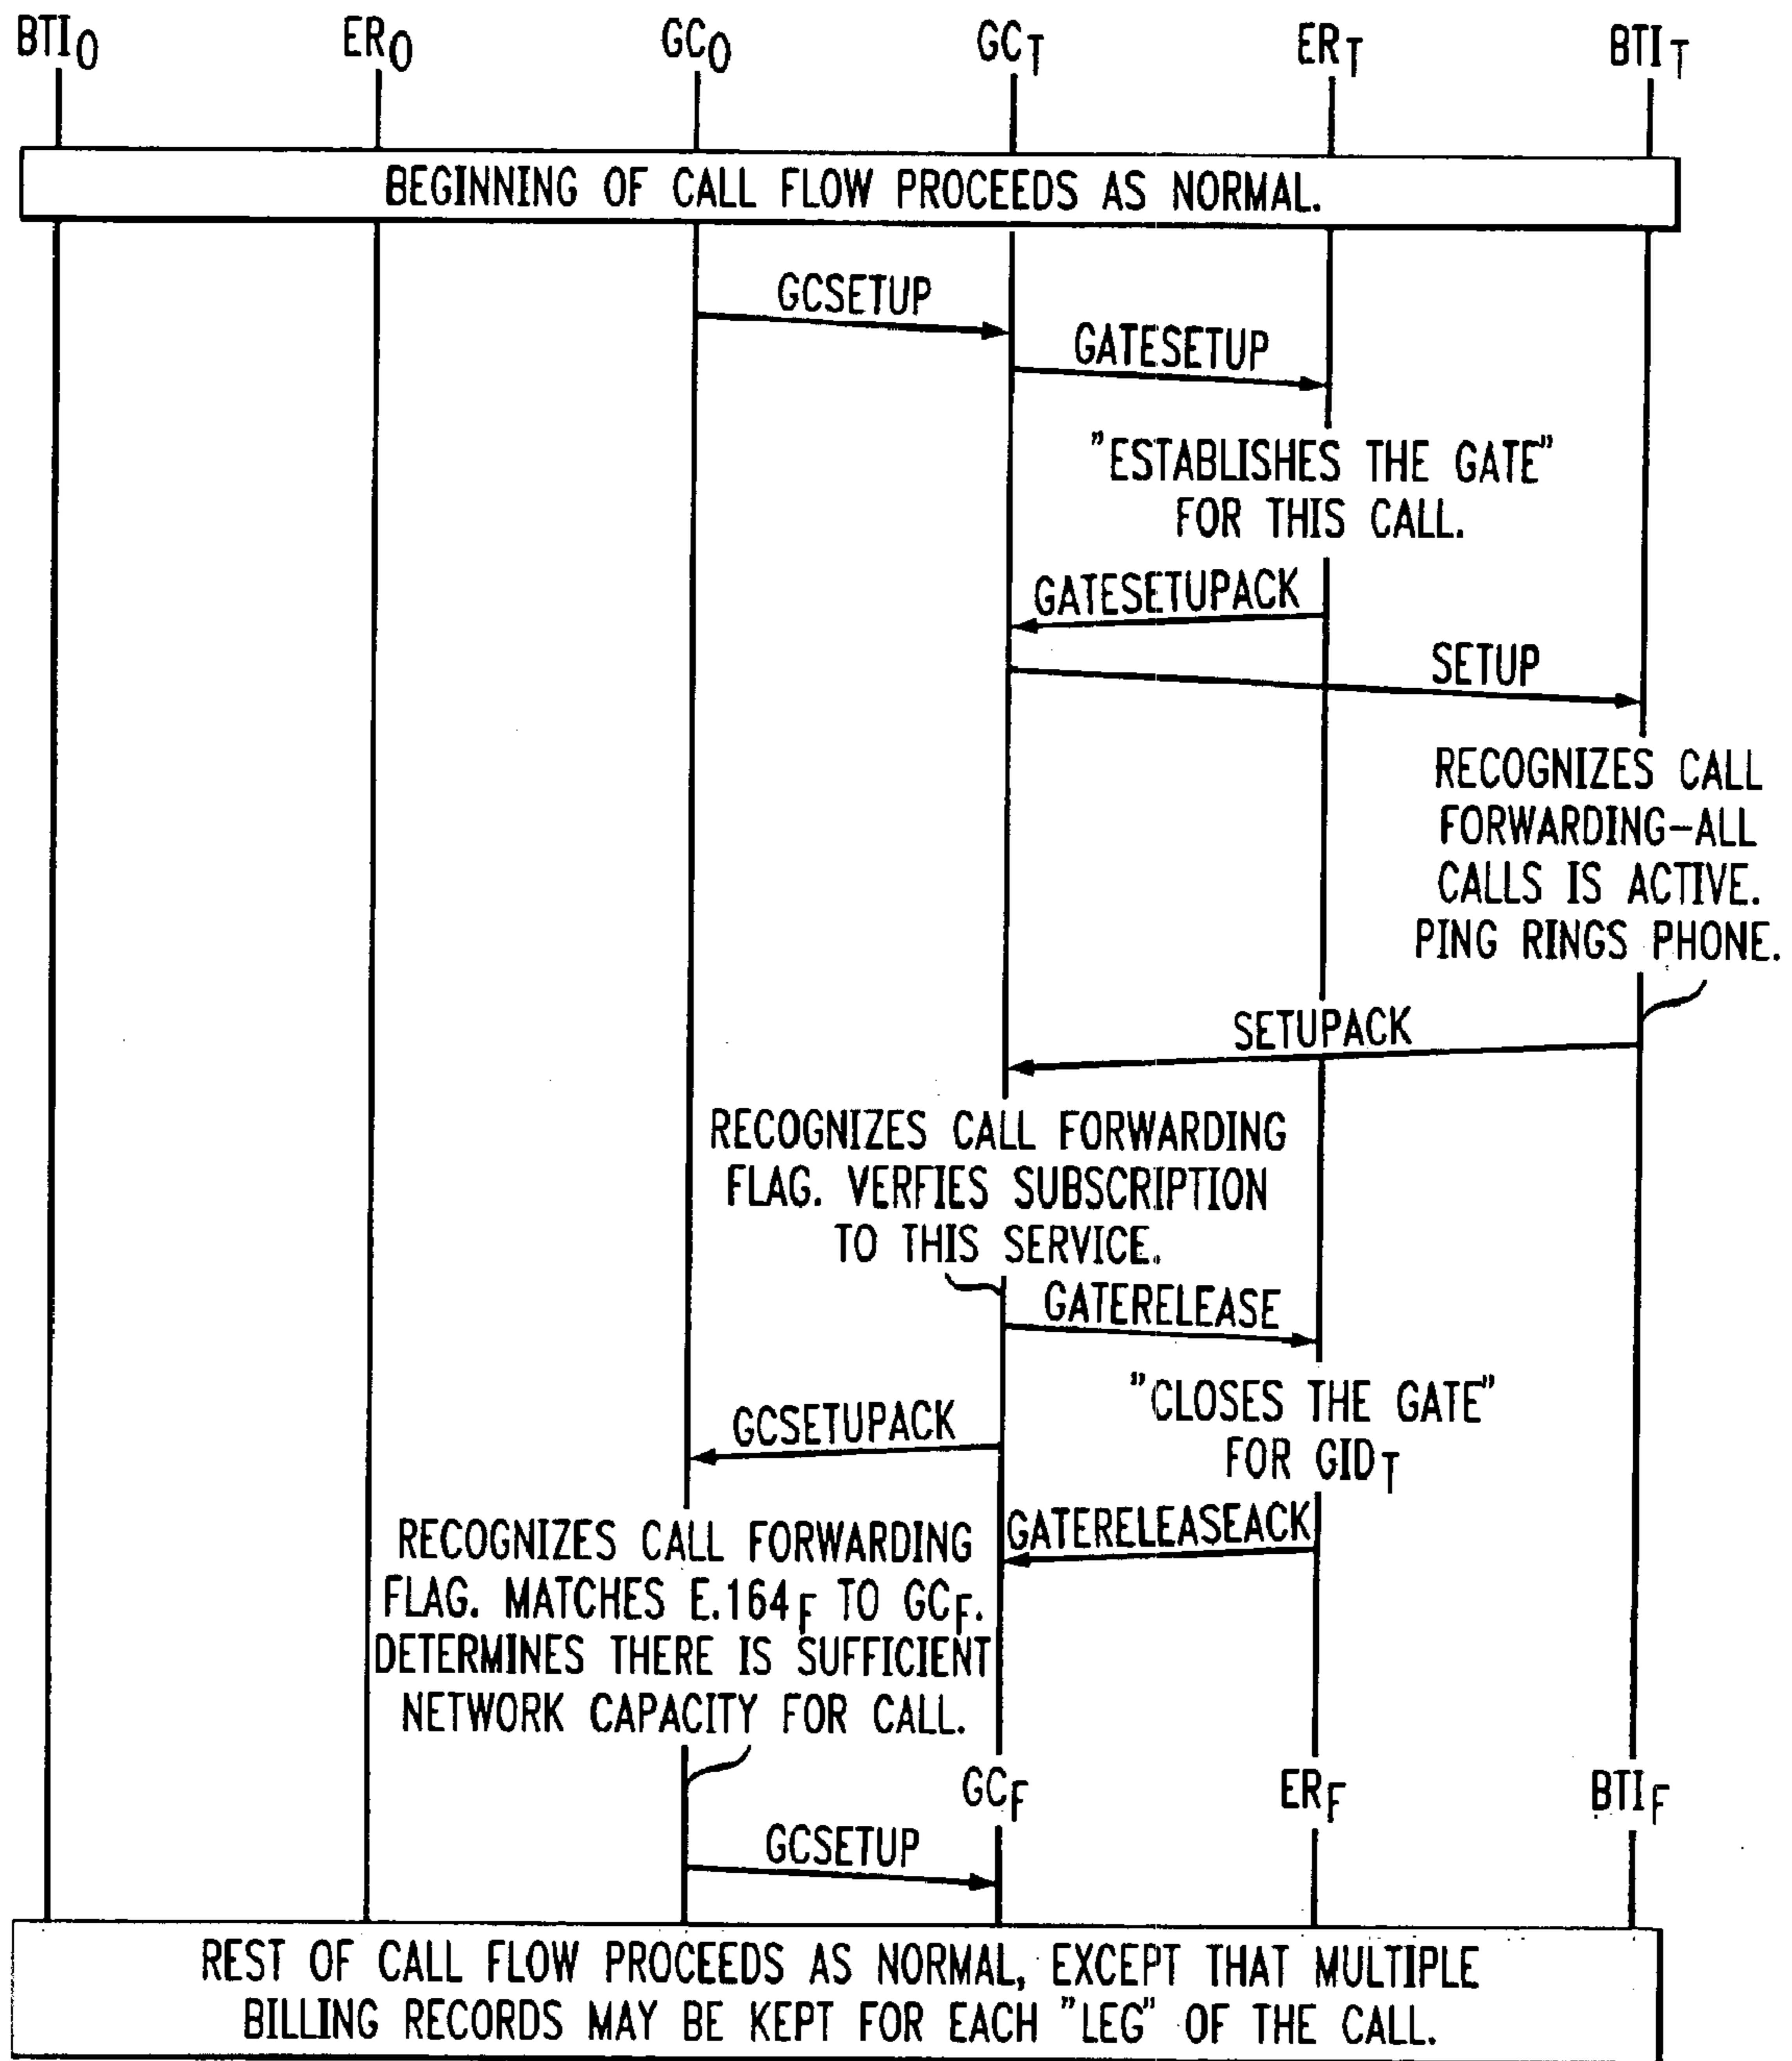 BTIO ERO GCO GCT ERT BTIT
BEGINNING OF CALL FLOW PROCEEDS AS NORMAL.
GCSETUP
GATESETUP
"ESTABLISHES THE GATE"
FOR THIS CALL.
GATESETUPACK
SETUP
RECOGNIZES CALL
FORWARDING-ALL
CALLS IS ACTIVE.
PING RINGS PHONE.
SETUPACK
RECOGNIZES CALL FORWARDING
FLAG. VERFIES SUBSCRIPTION
TO THIS SERVICE.
GATERELEASE
"CLOSES THE GATE"
FOR GIDT
GCSETUPACK
GATERELEASEACK
RECOGNIZES CALL FORWARDING
FLAG. MATCHES E.164F TO GCF.
DETERMINES THERE IS SUFFICIENT
NETWORK CAPACITY FOR CALL.
GCF ERF BTIF
GCSETUP
REST OF CALL FLOW PROCEEDS AS NORMAL, EXCEPT THAT MULTIPLE
BILLING RECORDS MAY BE KEPT FOR EACH "LEG" OF THE CALL.